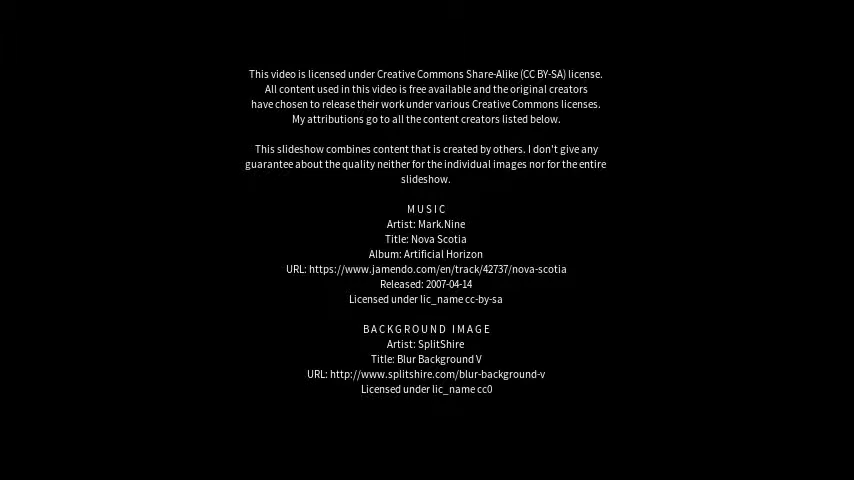 This video is licensed under Creative Commons Share-Alike (CC BY-SA) license.
All content used in this video is free available and the original creators
have chosen to release their work under various Creative Commons licenses.
My attributions go to all the content creators listed below.
This slideshow combines content that is created by others. I don't give any
guarantee about the quality neither for the individual images nor for the entire
slideshow.
MUSIC
Artist: Mark.Nine
Title: Nova Scotia
Album: Artificial Horizon
URL: https://www.jamendo.com/en/track/42737/nova-scotia
Released: 2007-04-14
Licensed under lic_name cc-by-sa
BACKGROUND IMAGE
Artist: SplitShire
Title: Blur Background V
URL: http://www.splitshire.com/blur-background-v
Licensed under lic_name cc0